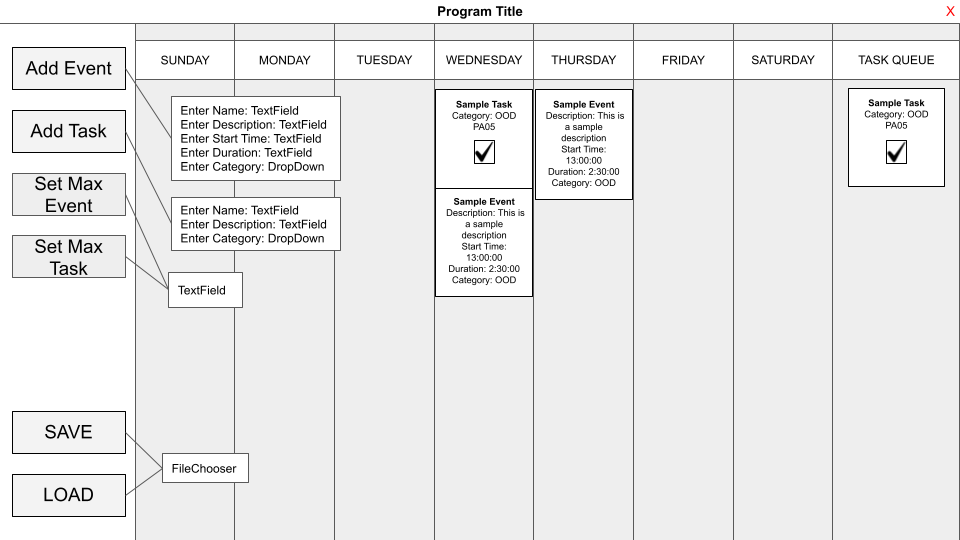 Program Title
X
Add Event
Add Task
Set Max
Event
Set Max
Task
SAVE
LOAD
SUNDAY
MONDAY
TUESDAY
WEDNESDAY
THURSDAY
FRIDAY
SATURDAY
TASK QUEUE
Enter Name: TextField
Enter Description: TextField
Enter Start Time: TextField
Enter Duration: TextField
Enter Category: DropDown
Enter Name: TextField
Enter Description: TextField
Enter Category: DropDown
TextField
FileChooser
Sample Task
Category: OOD
PA05
Sample Event
Description: This is
a sample
description
Start Time:
13:00:00
Duration: 2:30:00
Category: OOD
Sample Event
Description: This is
a sample
description
Start Time:
13:00:00
Duration: 2:30:00
Category: OOD
Sample Task
Category: OOD
PA05